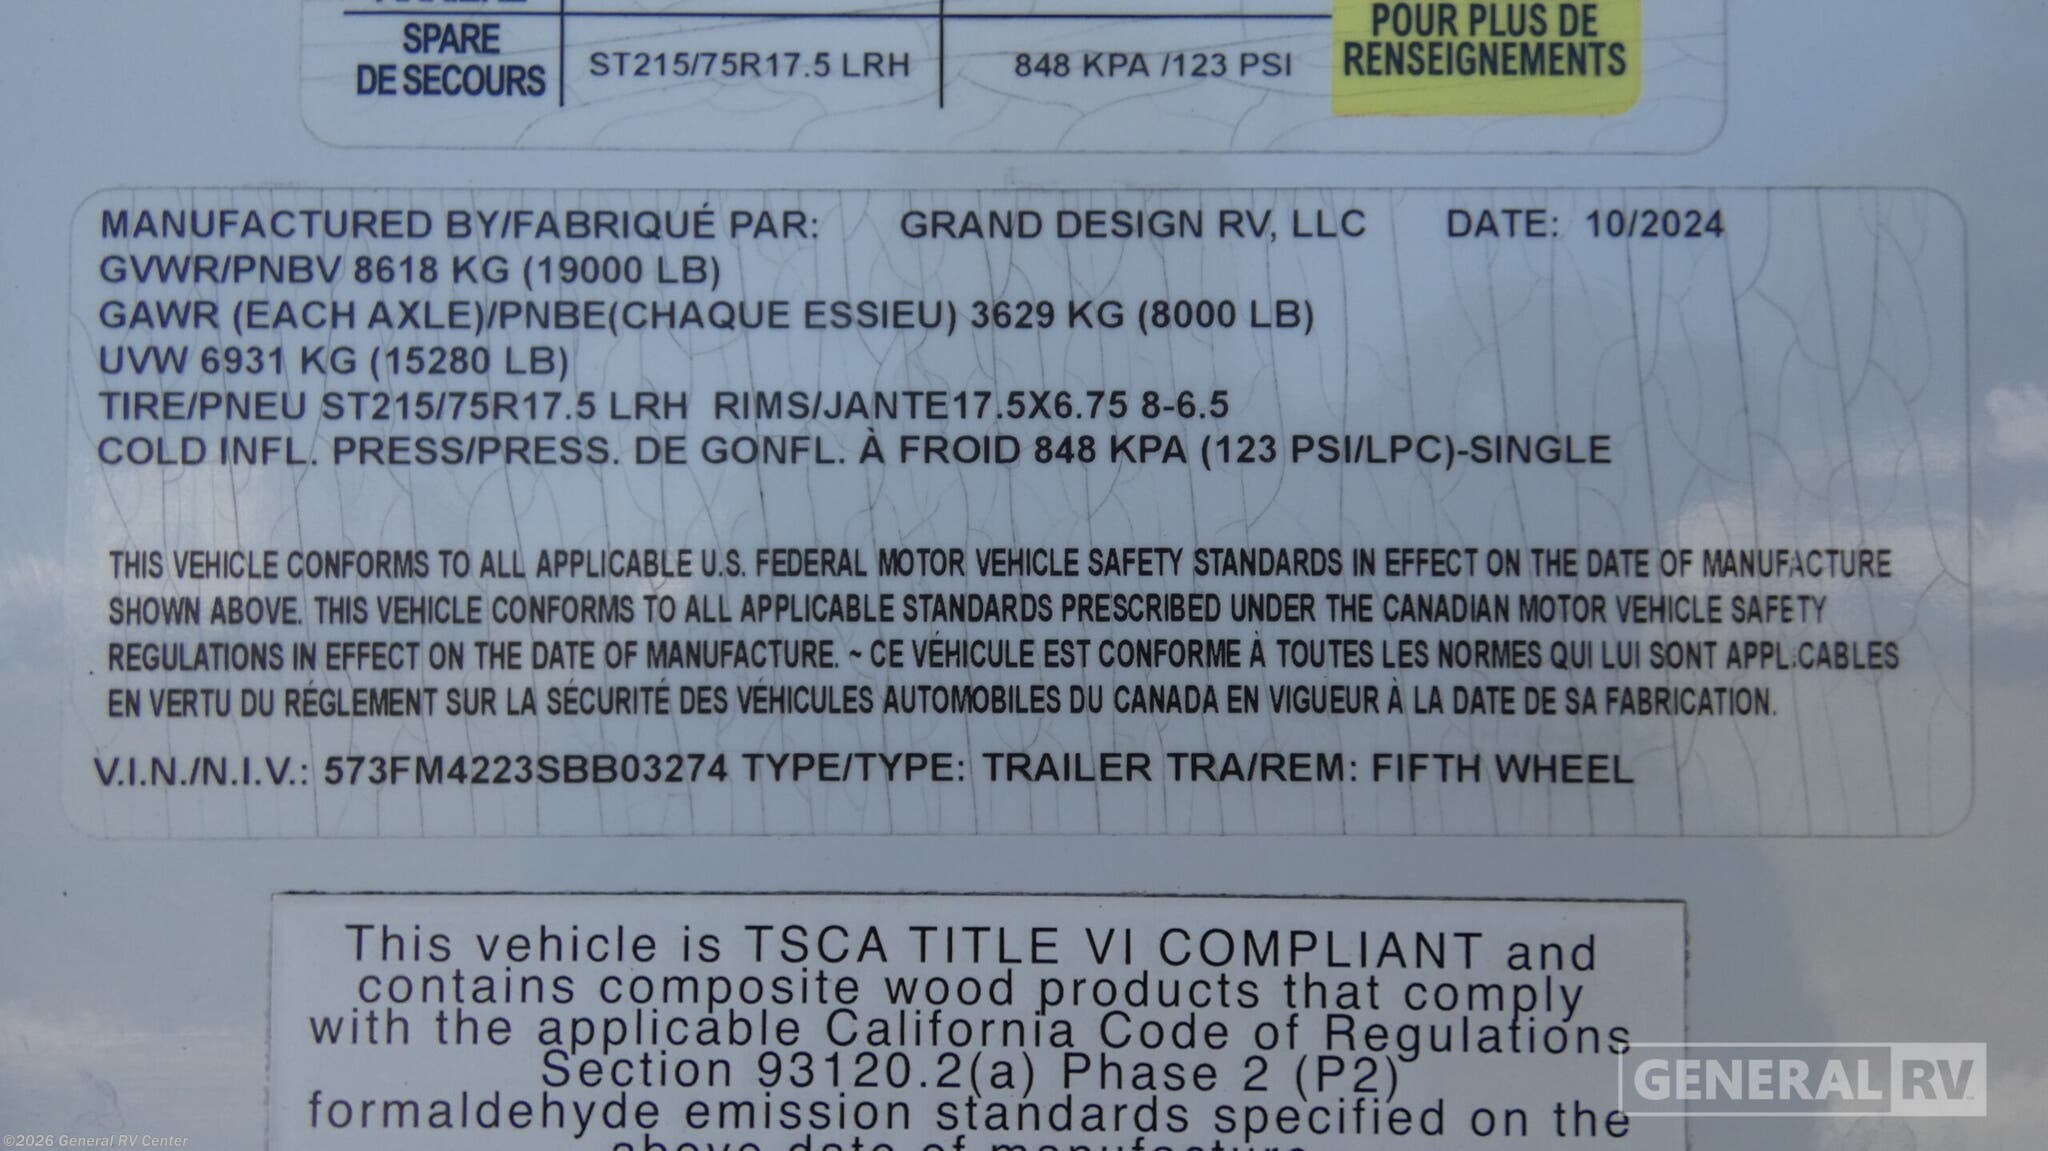 SPARE
DE SECOURS
ST215/75R17.5 LRH
848 KPA /123 PSI
POUR PLUS DE
RENSEIGNEMENTS
MANUFACTURED BY/FABRIQUÉ PAR: GRAND DESIGN RV, LLC DATE: 10/2024
GVWR/PNBV 8618 KG (19000 LB)
GAWR (EACH AXLE)/PNBE(CHAQUE ESSIEU) 3629 KG (8000 LB)
UVW 6931 KG (15280 LB)
TIRE/PNEU ST215/75R17.5 LRH RIMS/JANTE17.5X6.75 8-6.5
COLD INFL. PRESS/PRESS. DE GONFL. À FROID 848 KPA (123 PSI/LPC)-SINGLE
THIS VEHICLE CONFORMS TO ALL APPLICABLE U.S. FEDERAL MOTOR VEHICLE SAFETY STANDARDS IN EFFECT ON THE DATE OF MANUFACTURE
SHOWN ABOVE. THIS VEHICLE CONFORMS TO ALL APPLICABLE STANDARDS PRESCRIBED UNDER THE CANADIAN MOTOR VEHICLE SAFETY
REGULATIONS IN EFFECT ON THE DATE OF MANUFACTURE. ~ CE VÉHICULE EST CONFORME À TOUTES LES NORMES QUI LUI SONT APPLICABLES
EN VERTU DU RÉGLEMENT SUR LA SÉCURITÉ DES VÉHICULES AUTOMOBILES DU CANADA EN VIGUEUR À LA DATE DE SA FABRICATION.
V.I.N./N.I.V.: 573FM4223SBB03274 TYPE/TYPE: TRAILER TRA/REM: FIFTH WHEEL
This vehicle is TSCA TITLE VI COMPLIANT and
contains composite wood products that comply
with the applicable California Code of Regulations
Section 93120.2(a) Phase 2 (P2)
formaldehyde emission standards specified on the
above date of manufacture
GENERAL RV
©2026 General RV Center